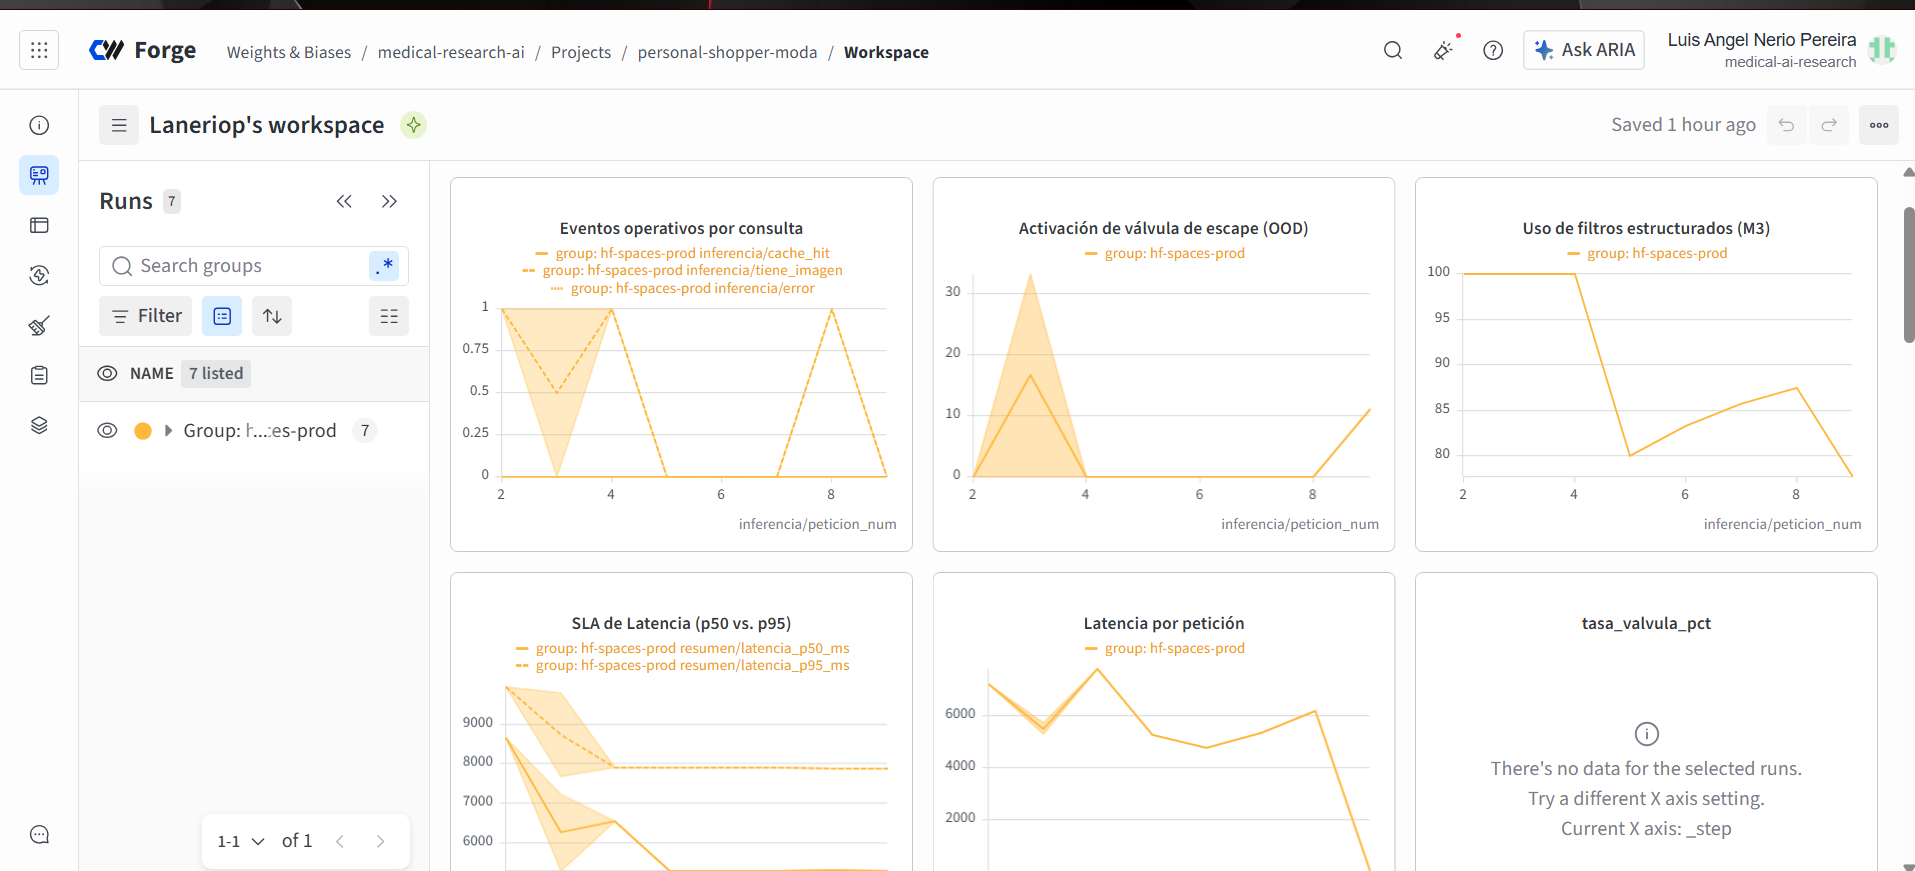 Forge
Weights & Biases / medical-research-ai / Projects / personal-shopper-moda / Workspace
Ask ARIA
Luis Angel Nerio Pereira
medical-ai-research
Laneriop's workspace
Saved 1 hour ago
Runs 7
Search groups
.*
Filter
NAME 7 listed
Group: h...:es-prod 7
1-1 of 1
Eventos operativos por consulta
group: hf-spaces-prod inferencia/cache_hit
group: hf-spaces-prod inferencia/tiene_imagen
group: hf-spaces-prod inferencia/error
1
0.75
0.5
0.25
0
2 4 6 8
inferencia/peticion_num
Activación de válvula de escape (OOD)
group: hf-spaces-prod
30
20
10
0
2 4 6 8
inferencia/peticion_num
Uso de filtros estructurados (M3)
group: hf-spaces-prod
100
95
90
85
80
2 4 6 8
inferencia/peticion_num
SLA de Latencia (p50 vs. p95)
group: hf-spaces-prod resumen/latencia_p50_ms
group: hf-spaces-prod resumen/latencia_p95_ms
9000
8000
7000
6000
Latencia por petición
group: hf-spaces-prod
6000
4000
2000
tasa_valvula_pct
There's no data for the selected runs.
Try a different X axis setting.
Current X axis: _step